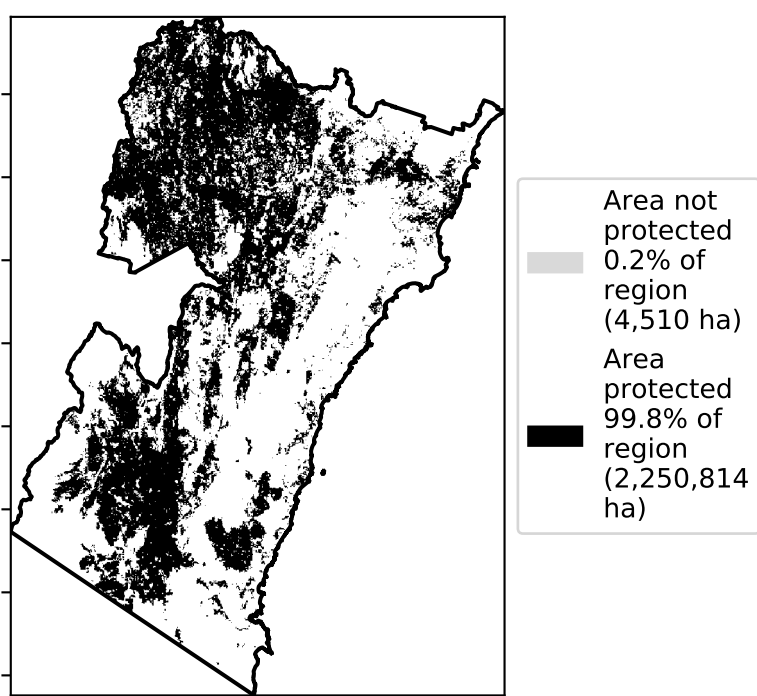 Area not
protected
0.2% of
region
(4,510 ha)
Area
protected
99.8% of
region
(2,250,814
ha)